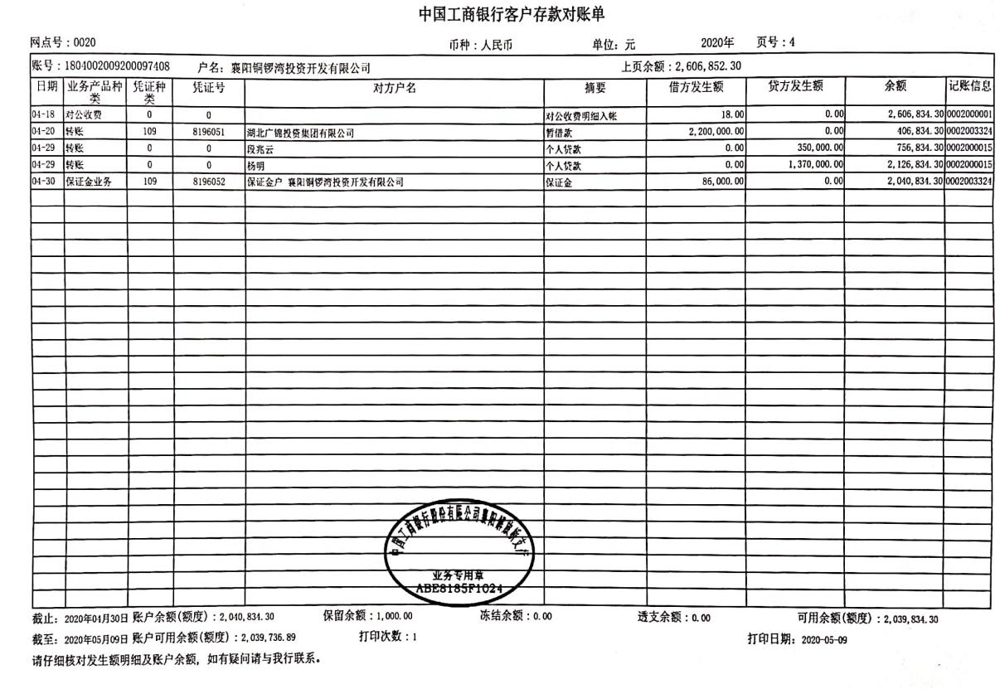 中国工商银行客户存款对账单
网点号：0020 币种：人民币 单位：元 2020年 页号：4
账号：1804002009200097408 户名：襄阳铜锣湾投资开发有限公司 上页余额：2,606,852.30
日期 业务产品种类 凭证种类 凭证号 对方户名 摘要 借方发生额 贷方发生额 余额 记账信息
04-18 对公收费 0 0 对公收费明细入帐 18.00 0.00 2,606,834.30 0002000001
04-20 转账 109 8196051 湖北广锦投资集团有限公司 暂借款 2,200,000.00 0.00 406,834.30 0002003324
04-29 转账 0 0 段兆云 个人贷款 0.00 350,000.00 756,834.30 0002000015
04-29 转账 0 0 杨明 个人贷款 0.00 1,370,000.00 2,126,834.30 0002000015
04-30 保证金业务 109 8196052 保证金户 襄阳铜锣湾投资开发有限公司 保证金 86,000.00 0.00 2,040,834.30 0002003324
中国工商银行股份有限公司襄阳解放桥支行
业务专用章
ABE8185F1024
截止：2020年04月30日 账户余额(额度)：2,040,834.30 保留余额：1,000.00 冻结余额：0.00 透支余额：0.00 可用余额(额度)：2,039,834.30
截至：2020年05月09日 账户可用余额(额度)：2,039,736.89 打印次数：1 打印日期：2020-05-09
请仔细核对发生额明细及账户余额，如有疑问请与我行联系。